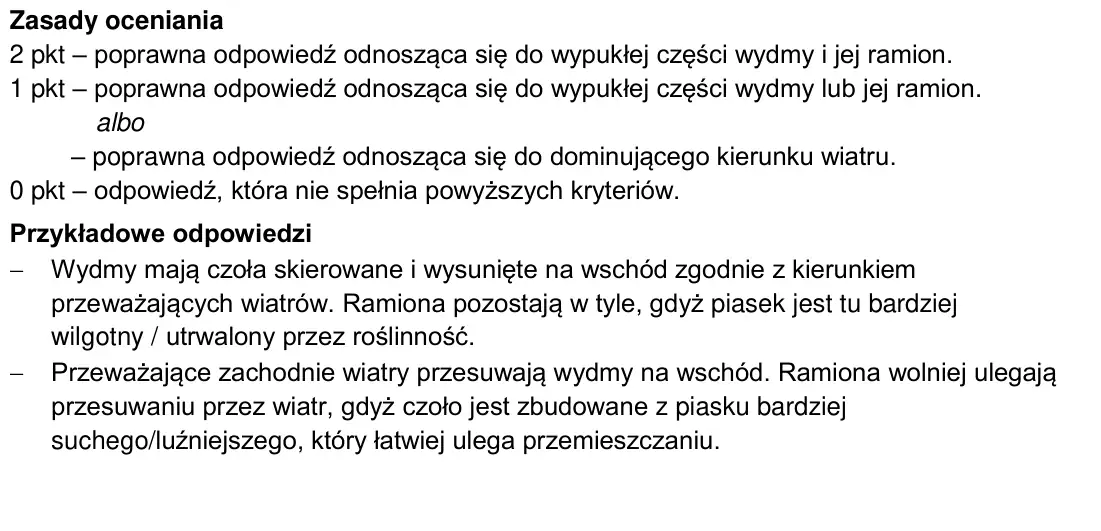 Zasady oceniania
2 pkt – poprawna odpowiedź odnosząca się do wypukłej części wydmy i jej ramion.
1 pkt – poprawna odpowiedź odnosząca się do wypukłej części wydmy lub jej ramion.
albo
– poprawna odpowiedź odnosząca się do dominującego kierunku wiatru.
0 pkt – odpowiedź, która nie spełnia powyższych kryteriów.
Przykładowe odpowiedzi
– Wydmy mają czoła skierowane i wysunięte na wschód zgodnie z kierunkiem
przeważających wiatrów. Ramiona pozostają w tyle, gdyż piasek jest tu bardziej
wilgotny / utrwalony przez roślinność.
– Przeważające zachodnie wiatry przesuwają wydmy na wschód. Ramiona wolniej ulegają
przesuwaniu przez wiatr, gdyż czoło jest zbudowane z piasku bardziej
suchego/luźniejszego, który łatwiej ulega przemieszczaniu.